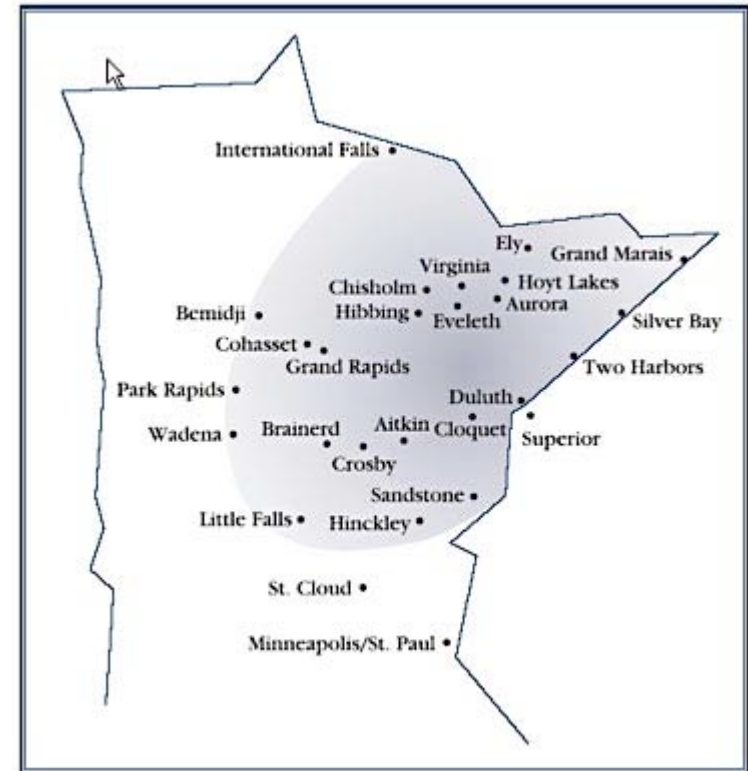 International Falls
Ely
Grand Marais
Virginia
Hoyt Lakes
Chisholm
Aurora
Bemidji
Hibbing
Eveleth
Silver Bay
Cohasset
Grand Rapids
Two Harbors
Park Rapids
Duluth
Wadena
Brainerd
Aitkin
Cloquet
Superior
Crosby
Sandstone
Little Falls
Hinckley
St. Cloud
Minneapolis/St. Paul